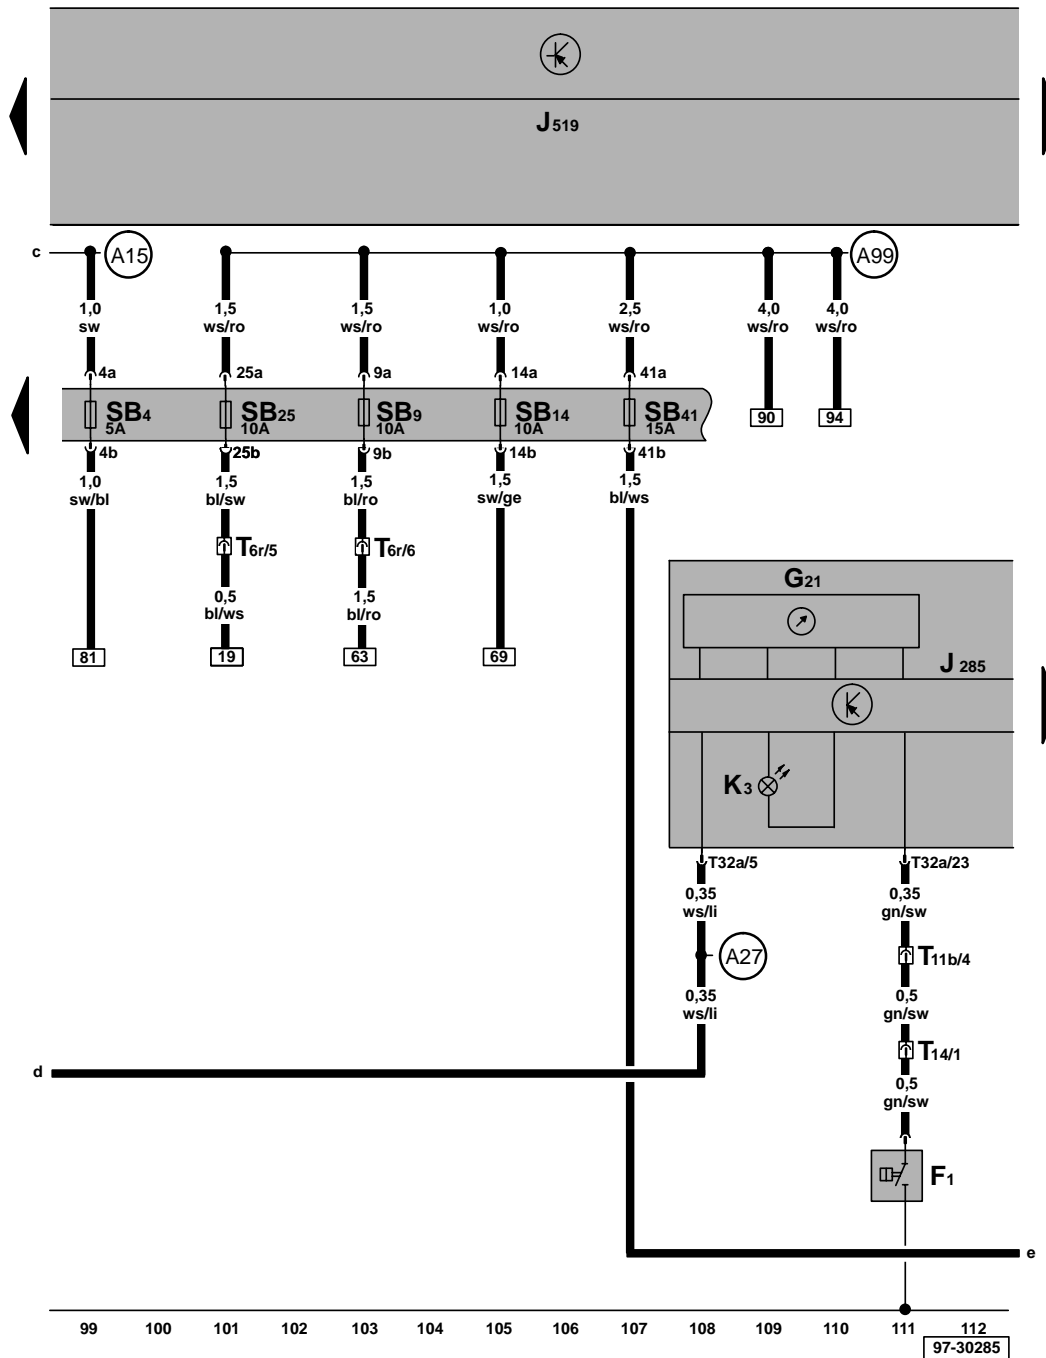 J 519
c A15 A99
1,0 1,5 1,5 1,0 2,5 4,0 4,0
sw ws/ro ws/ro ws/ro ws/ro ws/ro ws/ro
4a 25a 9a 14a 41a
SB4 SB25 SB9 SB14 SB41 90 94
5A 10A 10A 10A 15A
4b 25b 9b 14b 41b
1,0 1,5 1,5 1,5 1,5
sw/bl bl/sw bl/ro sw/ge bl/ws
T6r/5 T6r/6
0,5 1,5
bl/ws bl/ro
81 19 63 69
G21
J 285
K3
T32a/5 T32a/23
0,35 0,35
ws/li gn/sw
A27 T11b/4
0,35 0,5
ws/li gn/sw
T14/1
d
0,5
gn/sw
F1
e
99 100 101 102 103 104 105 106 107 108 109 110 111 112
97-30285